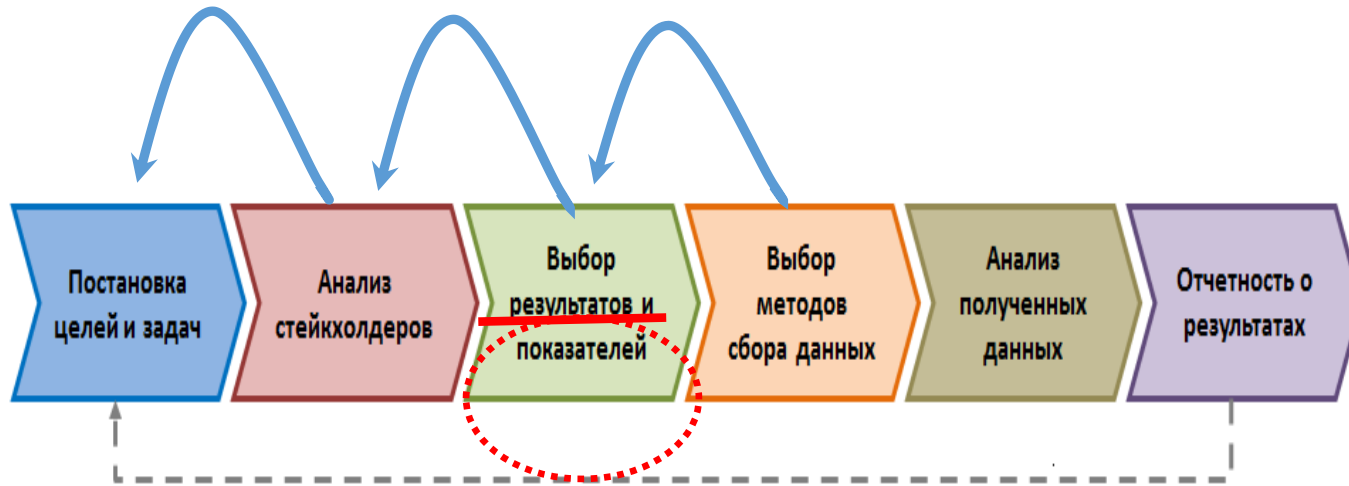 Постановка
целей и задач
Анализ
стейкхолдеров
Выбор
результатов и
показателей
Выбор
методов
сбора данных
Анализ
полученных
данных
Отчетность о
результатах